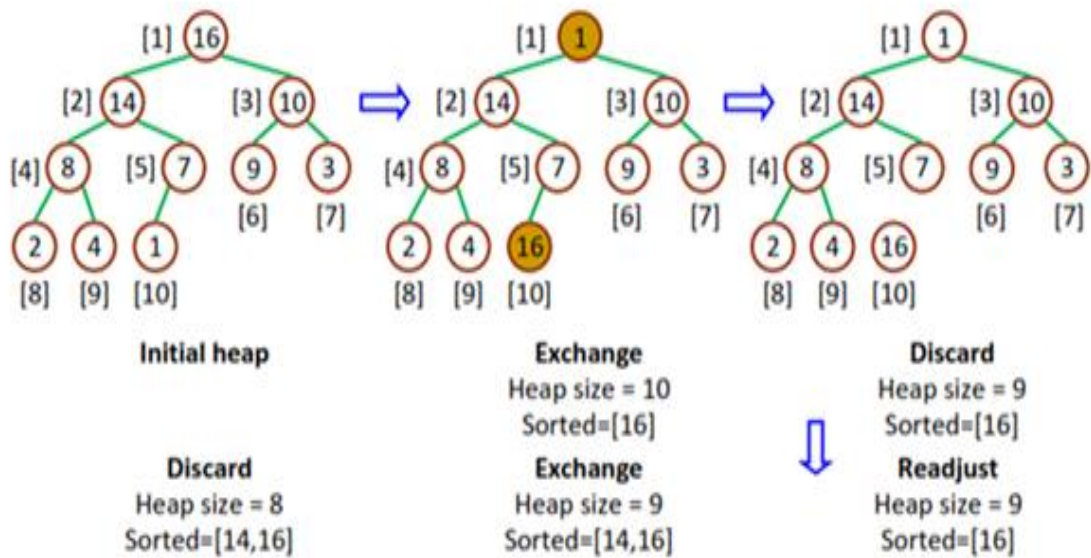 [1] 16 [1] 1 [1] 1
[2] 14 [3] 10 [2] 14 [3] 10 [2] 14 [3] 10
[4] 8 [5] 7 9 3 [4] 8 [5] 7 9 3 [4] 8 [5] 7 9 3
[6] [7] [6] [7] [6] [7]
2 4 1 2 4 16 2 4 16
[8] [9] [10] [8] [9] [10] [8] [9] [10]
Initial heap Exchange Discard
Heap size = 10 Heap size = 9
Sorted=[16] Sorted=[16]
Discard Exchange Readjust
Heap size = 8 Heap size = 9 Heap size = 9
Sorted=[14,16] Sorted=[14,16] Sorted=[16]